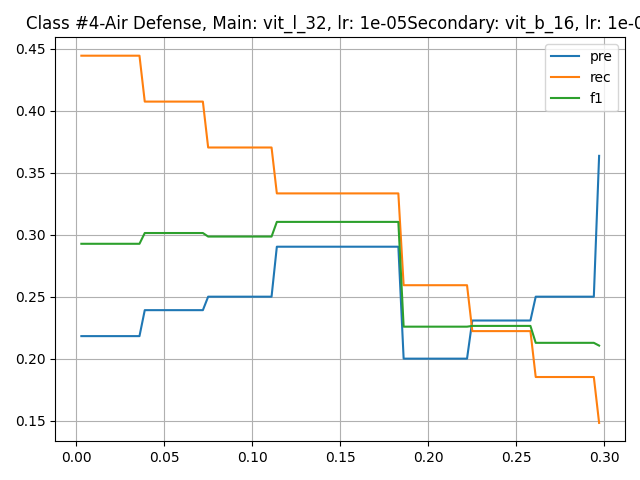 Class #4-Air Defense, Main: vit_l_32, lr: 1e-05Secondary: vit_b_16, lr: 1e-0
pre
rec
f1
0.45
0.40
0.35
0.30
0.25
0.20
0.15
0.00 0.05 0.10 0.15 0.20 0.25 0.30